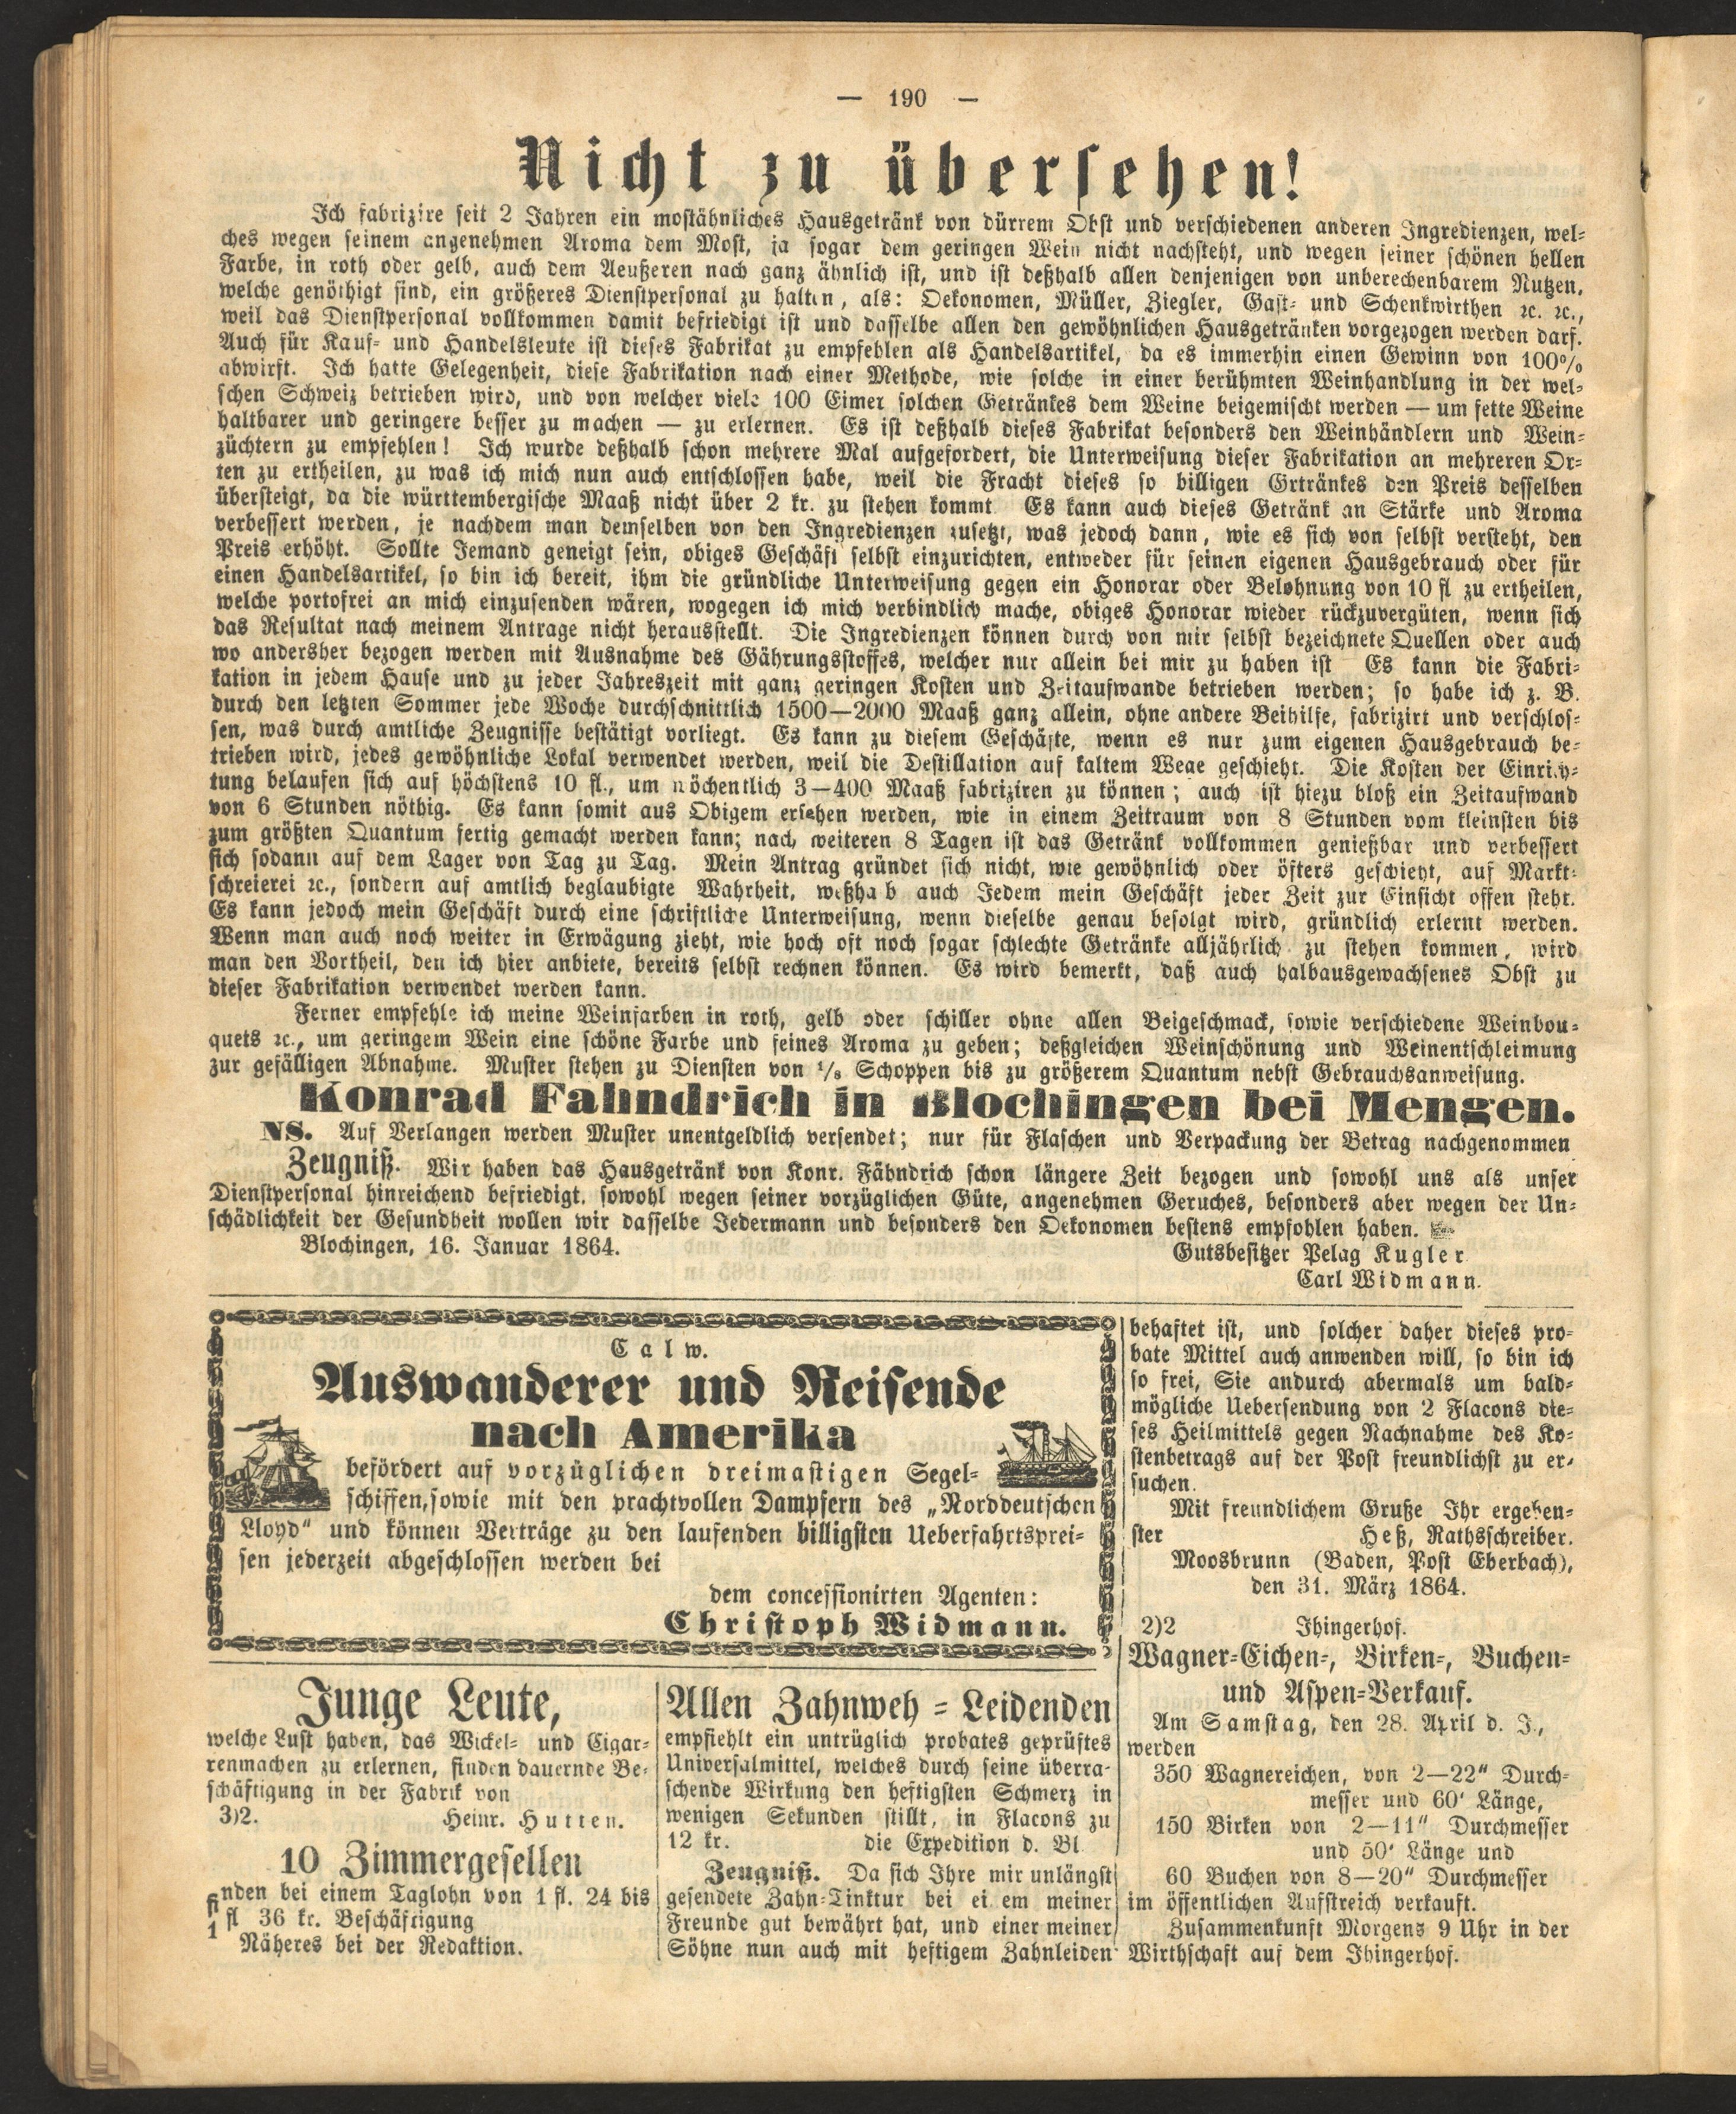 — 190 —
Nicht zu übersehen!
Ich fabrizire seit 2 Jahren ein mostähnliches Hausgetränk von dürrem Obst und verschiedenen anderen Ingredienzen, wel-
ches wegen seinem angenehmen Aroma dem Most, ja sogar dem geringen Wein nicht nachsteht, und wegen seiner schönen hellen
Farbe, in roth oder gelb, auch dem Aeußeren nach ganz ähnlich ist, und ist deßhalb allen denjenigen von unberechenbarem Nutzen,
welche genöthigt sind, ein größeres Dienstpersonal zu halten, als: Oekonomen, Müller, Ziegler, Gast- und Schenkwirthen ꝛc. ꝛc.,
weil das Dienstpersonal vollkommen damit befriedigt ist und dasselbe allen den gewöhnlichen Hausgetränken vorgezogen werden darf.
Auch für Kauf- und Handelsleute ist dieses Fabrikat zu empfehlen als Handelsartikel, da es immerhin einen Gewinn von 100%
abwirft. Ich hatte Gelegenheit, diese Fabrikation nach einer Methode, wie solche in einer berühmten Weinhandlung in der wel-
schen Schweiz betrieben wird, und von welcher viele 100 Eimer solchen Getränkes dem Weine beigemischt werden — um fette Weine
haltbarer und geringere besser zu machen — zu erlernen. Es ist deßhalb dieses Fabrikat besonders den Weinhändlern und Wein-
züchtern zu empfehlen! Ich wurde deßhalb schon mehrere Mal aufgefordert, die Unterweisung dieser Fabrikation an mehreren Or-
ten zu ertheilen, zu was ich mich nun auch entschlossen habe, weil die Fracht dieses so billigen Grtränkes den Preis desselben
übersteigt, da die württembergische Maaß nicht über 2 kr. zu stehen kommt. Es kann auch dieses Getränk an Stärke und Aroma
verbessert werden, je nachdem man demselben von den Ingredienzen zusetzt, was jedoch dann, wie es sich von selbst versteht, den
Preis erhöht. Sollte Jemand geneigt sein, obiges Geschäft selbst einzurichten, entweder für seinen eigenen Hausgebrauch oder für
einen Handelsartikel, so bin ich bereit, ihm die gründliche Unterweisung gegen ein Honorar oder Belohnung von 10 fl zu ertheilen,
welche portofrei an mich einzusenden wären, wogegen ich mich verbindlich mache, obiges Honorar wieder rückzuvergüten, wenn sich
das Resultat nach meinem Antrage nicht herausstellt. Die Ingredienzen können durch von mir selbst bezeichnete Quellen oder auch
wo andersher bezogen werden mit Ausnahme des Gährungsstoffes, welcher nur allein bei mir zu haben ist Es kann die Fabri-
kation in jedem Hause und zu jeder Jahreszeit mit ganz geringen Kosten und Zeitaufwande betrieben werden; so habe ich z. B.
durch den letzten Sommer jede Woche durchschnittlich 1500—2000 Maaß ganz allein, ohne andere Beihilfe, fabrizirt und verschlos-
sen, was durch amtliche Zeugnisse bestätigt vorliegt. Es kann zu diesem Geschäfte, wenn es nur zum eigenen Hausgebrauch be-
trieben wird, jedes gewöhnliche Lokal verwendet werden, weil die Destillation auf kaltem Wege geschieht. Die Kosten der Einrich-
tung belaufen sich auf höchstens 10 fl., um wöchentlich 3—400 Maaß fabriziren zu können; auch ist hiezu bloß ein Zeitaufwand
von 6 Stunden nöthig. Es kann somit aus Obigem ersehen werden, wie in einem Zeitraum von 8 Stunden vom kleinsten bis
zum größten Quantum fertig gemacht werden kann; nach weiteren 8 Tagen ist das Getränk vollkommen genießbar und verbessert
sich sodann auf dem Lager von Tag zu Tag. Mein Antrag gründet sich nicht, wie gewöhnlich oder öfters geschieht, auf Markt-
schreierei ꝛc., sondern auf amtlich beglaubigte Wahrheit, weßhalb auch Jedem mein Geschäft jeder Zeit zur Einsicht offen steht.
Es kann jedoch mein Geschäft durch eine schriftliche Unterweisung, wenn dieselbe genau befolgt wird, gründlich erlernt werden.
Wenn man auch noch weiter in Erwägung zieht, wie hoch oft noch sogar schlechte Getränke alljährlich zu stehen kommen, wird
man den Vortheil, den ich hier anbiete, bereits selbst rechnen können. Es wird bemerkt, daß auch halbausgewachsenes Obst zu
dieser Fabrikation verwendet werden kann.
Ferner empfehle ich meine Weinfarben in roth, gelb oder schiller ohne allen Beigeschmack, sowie verschiedene Weinbou-
quets ꝛc., um geringem Wein eine schöne Farbe und feines Aroma zu geben; deßgleichen Weinschönung und Weinentschleimung
zur gefälligen Abnahme. Muster stehen zu Diensten von 1/8 Schoppen bis zu größerem Quantum nebst Gebrauchsanweisung.
Konrad Fähndrich in Blochingen bei Mengen.
NS. Auf Verlangen werden Muster unentgeldlich versendet; nur für Flaschen und Verpackung der Betrag nachgenommen
Zeugniß. Wir haben das Hausgetränk von Konr. Fähndrich schon längere Zeit bezogen und sowohl uns als unser
Dienstpersonal hinreichend befriedigt, sowohl wegen seiner vorzüglichen Güte, angenehmen Geruches, besonders aber wegen der Un-
schädlichkeit der Gesundheit wollen wir dasselbe Jedermann und besonders den Oekonomen bestens empfohlen haben.
Blochingen, 16. Januar 1864.
Gutsbesitzer Pelag Kugler
Carl Widmann.
Calw.
Auswanderer und Reisende
nach Amerika
befördert auf vorzüglichen dreimastigen Segel-
schiffen, sowie mit den prachtvollen Dampfern des „Norddeutschen
Lloyd" und können Verträge zu den laufenden billigsten Ueberfahrtsprei-
sen jederzeit abgeschlossen werden bei
dem concessionirten Agenten:
Christoph Widmann.
Junge Leute,
welche Lust haben, das Wickel- und Cigar-
renmachen zu erlernen, finden dauernde Be-
schäftigung in der Fabrik von
3)2. Heinr. Hutten.
10 Zimmergesellen
finden bei einem Taglohn von 1 fl. 24 bis
1 fl 36 kr. Beschäftigung
Näheres bei der Redaktion.
Allen Zahnweh-Leidenden
empfiehlt ein untrüglich probates geprüftes
Universalmittel, welches durch seine überra-
schende Wirkung den heftigsten Schmerz in
wenigen Sekunden stillt, in Flacons zu
12 kr. die Expedition d. Bl
Zeugniß. Da sich Ihre mir unlängst
gesendete Zahn-Tinktur bei ei em meiner
Freunde gut bewährt hat, und einer meiner
Söhne nun auch mit heftigem Zahnleiden
behaftet ist, und solcher daher dieses pro-
bate Mittel auch anwenden will, so bin ich
so frei, Sie andurch abermals um bald-
mögliche Uebersendung von 2 Flacons die-
ses Heilmittels gegen Nachnahme des Ko-
stenbetrags auf der Post freundlichst zu er-
suchen.
Mit freundlichem Gruße Ihr ergeben-
ster Heß, Rathsschreiber.
Moosbrunn (Baden, Post Eberbach),
den 31. März 1864.
2)2 Ihingerhof.
Wagner-Eichen-, Birken-, Buchen-
und Aspen-Verkauf.
Am Samstag, den 28. April d. J.,
werden
350 Wagnereichen, von 2—22" Durch-
messer und 60' Länge,
150 Birken von 2—11" Durchmesser
und 50' Länge und
60 Buchen von 8—20" Durchmesser
im öffentlichen Aufstreich verkauft.
Zusammenkunft Morgens 9 Uhr in der
Wirthschaft auf dem Ihingerhof.